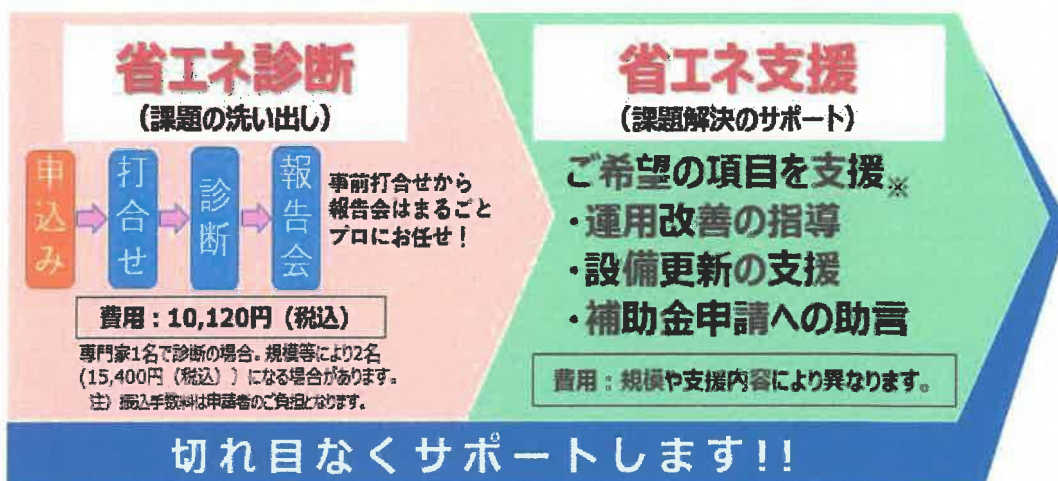 省エネ診断
(課題の洗い出し)
申込み
打合せ
診断
報告会
事前打合せから
報告会はまるごと
プロにお任せ！
費用：10,120円（税込）
専門家1名で診断の場合。規模等により2名
(15,400円（税込））になる場合があります。
注）振込手数料は申請者のご負担となります。
省エネ支援
(課題解決のサポート)
ご希望の項目を支援※
・運用改善の指導
・設備更新の支援
・補助金申請への助言
費用：規模や支援内容により異なります。
切れ目なくサポートします!!